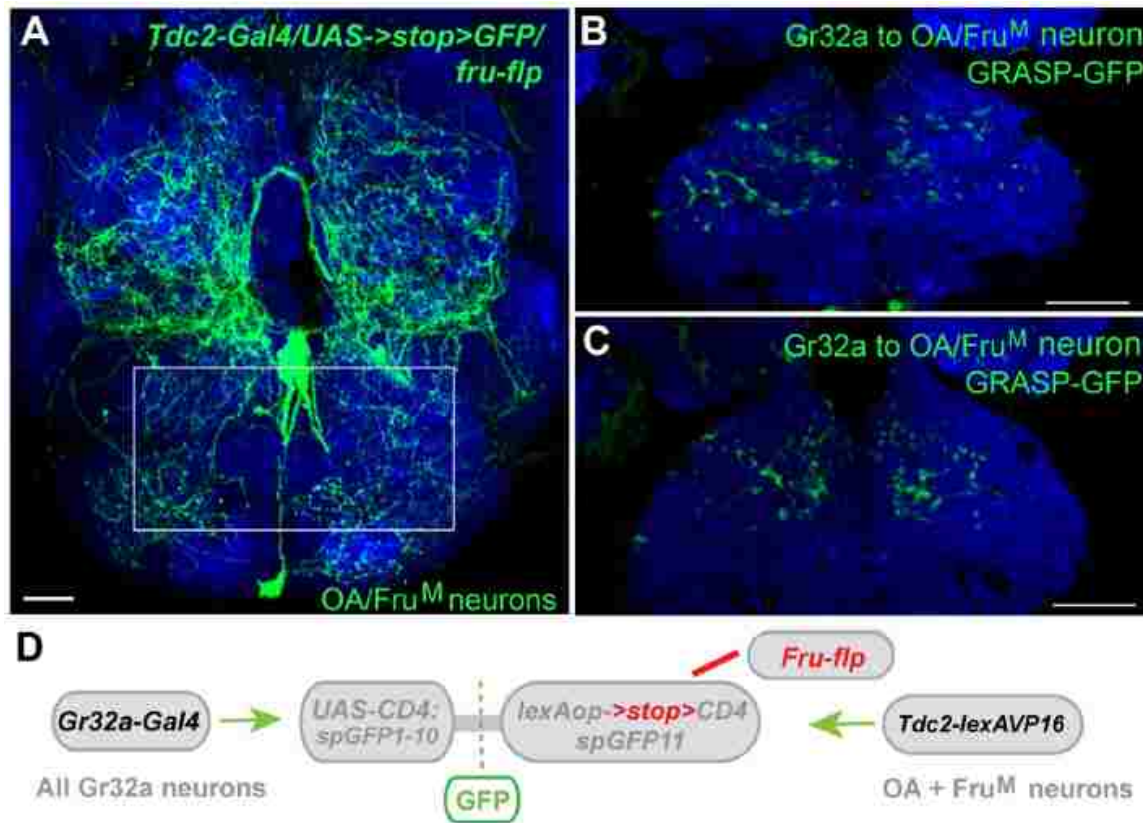 A
Tdc2-Gal4/UAS->stop>GFP/
fru-flp
OA/FruM neurons
B
Gr32a to OA/FruM neuron
GRASP-GFP
C
Gr32a to OA/FruM neuron
GRASP-GFP
D
Fru-flp
Gr32a-Gal4
UAS-CD4:
spGFP1-10
lexAop->stop>CD4
spGFP11
Tdc2-lexAVP16
All Gr32a neurons
GFP
OA + FruM neurons